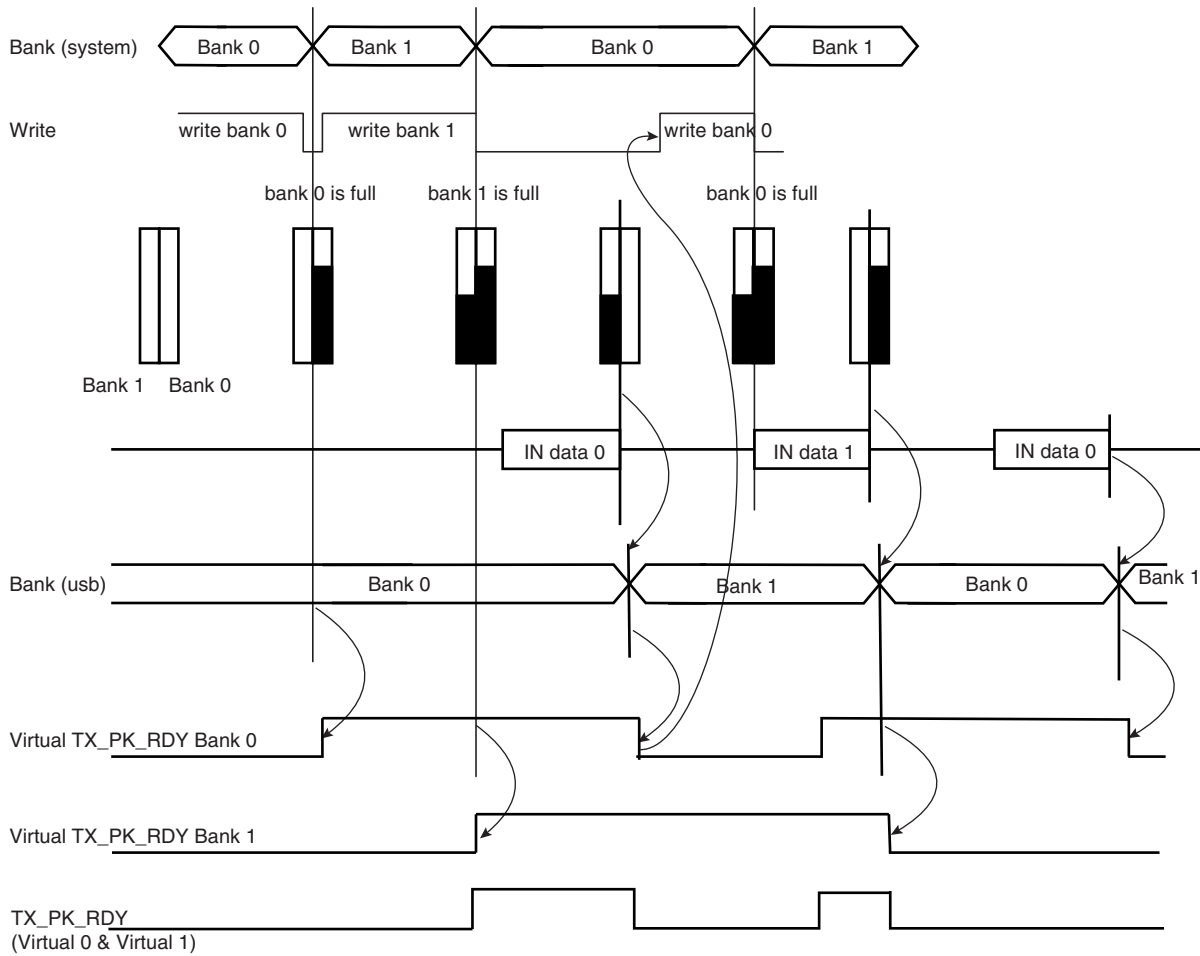 Bank (system)
Bank 0
Bank 1
Bank 0
Bank 1
Write
write bank 0
write bank 1
write bank 0
bank 0 is full
bank 1 is full
bank 0 is full
Bank 1
Bank 0
IN data 0
IN data 1
IN data 0
Bank (usb)
Bank 0
Bank 1
Bank 0
Bank 1
Virtual TX_PK_RDY Bank 0
Virtual TX_PK_RDY Bank 1
TX_PK_RDY
(Virtual 0 & Virtual 1)